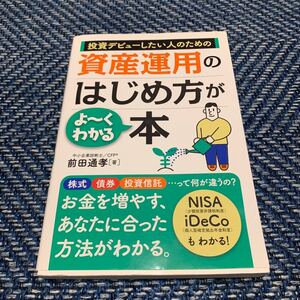 投資デビューしたい人のための
資産運用の
はじめ方が
よ〜く
わかる
本
中小企業診断士/CFP®
前田通孝[著]
株式 債券 投資信託 …って何が違うの?
お金を増やす、
あなたに合った
方法がわかる。
NISA
(少額投資非課税制度)
iDeCo
(個人型確定拠出年金制度)
もわかる!